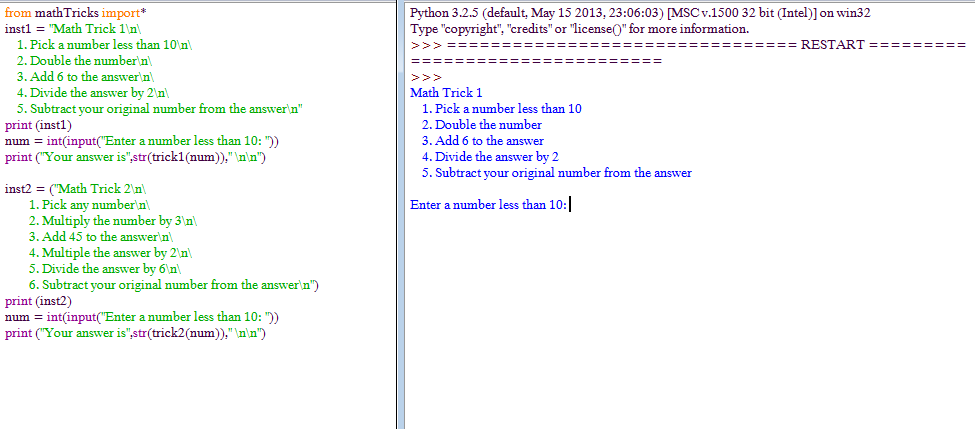 from mathTricks import*
inst1 = "Math Trick 1\n\
1. Pick a number less than 10\n\
2. Double the number\n\
3. Add 6 to the answer\n\
4. Divide the answer by 2\n\
5. Subtract your original number from the answer\n"
print (inst1)
num = int(input("Enter a number less than 10: "))
print ("Your answer is",str(trick1(num)),"\n\n")
inst2 = ("Math Trick 2\n\
1. Pick any number\n\
2. Multiply the number by 3\n\
3. Add 45 to the answer\n\
4. Multiple the answer by 2\n\
5. Divide the answer by 6\n\
6. Subtract your original number from the answer\n")
print (inst2)
num = int(input("Enter a number less than 10: "))
print ("Your answer is",str(trick2(num)),"\n\n")
Python 3.2.5 (default, May 15 2013, 23:06:03) [MSC v.1500 32 bit (Intel)] on win32
Type "copyright", "credits" or "license()" for more information.
>>> ================================ RESTART =========
=======================
>>>
Math Trick 1
1. Pick a number less than 10
2. Double the number
3. Add 6 to the answer
4. Divide the answer by 2
5. Subtract your original number from the answer
Enter a number less than 10: